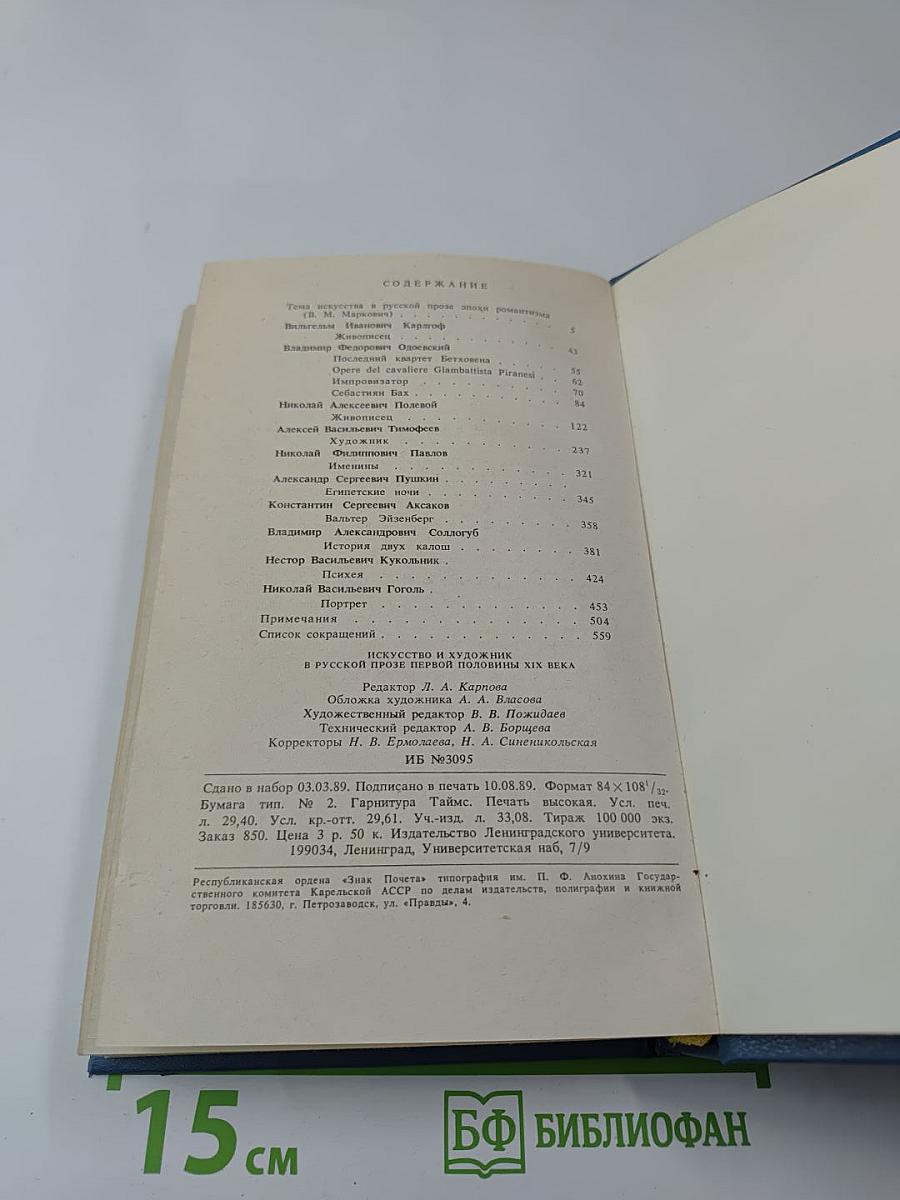 СОДЕРЖАНИЕ
Тема искусства в русской прозе эпохи романтизма
(В. М. Маркович) . . . . . . . . . . . 5
Вильгельм Иванович Карлгоф
Живописец . . . . . . . . . . . 43
Владимир Федорович Одоевский
Последний квартет Бетховена . . . . . 55
Opere del cavaliere Giambattista Piranesi . . 62
Импровизатор . . . . . . . . . . 70
Себастиян Бах . . . . . . . . . . 84
Николай Алексеевич Полевой
Живописец . . . . . . . . . . 122
Алексей Васильевич Тимофеев
Художник . . . . . . . . . . 237
Николай Филиппович Павлов
Именины . . . . . . . . . . 321
Александр Сергеевич Пушкин . . . . . . . .
Египетские ночи . . . . . . . . . 345
Константин Сергеевич Аксаков
Вальтер Эйзенберг . . . . . . . . . 358
Владимир Александрович Соллогуб
История двух калош . . . . . . . . 381
Нестор Васильевич Кукольник .
Психея . . . . . . . . . . . . 424
Николай Васильевич Гоголь .
Портрет . . . . . . . . . . . . 453
Примечания . . . . . . . . . . . . . 504
Список сокращений . . . . . . . . . . . 559
ИСКУССТВО И ХУДОЖНИК
В РУССКОЙ ПРОЗЕ ПЕРВОЙ ПОЛОВИНЫ XIX ВЕКА
Редактор Л. А. Карпова
Обложка художника А. А. Власова
Художественный редактор В. В. Пожидаев
Технический редактор А. В. Борщева
Корректоры Н. В. Ермолаева, Н. А. Синеникольская
ИБ №3095
Сдано в набор 03.03.89. Подписано в печать 10.08.89. Формат 84×108¹/₃₂.
Бумага тип. № 2. Гарнитура Таймс. Печать высокая. Усл. печ.
л. 29,40. Усл. кр.-отт. 29,61. Уч.-изд. л. 33,08. Тираж 100 000 экз.
Заказ 850. Цена 3 р. 50 к. Издательство Ленинградского университета.
199034, Ленинград, Университетская наб, 7/9
Республиканская ордена «Знак Почета» типография им. П. Ф. Анохина Государ-
ственного комитета Карельской АССР по делам издательств, полиграфии и книжной
торговли. 185630, г. Петрозаводск, ул. «Правды», 4.
15 см
БФ БИБЛИОФАН